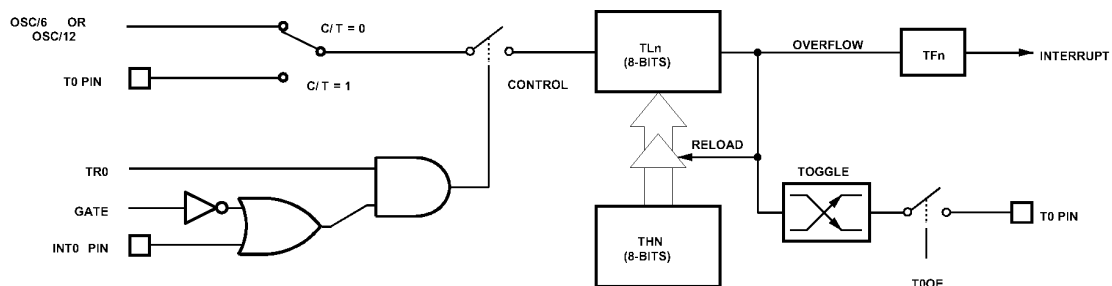 OSC/6 OR
OSC/12
C/T = 0
T0 PIN
C/T = 1
CONTROL
TLn
(8-BITS)
OVERFLOW
TFn
INTERRUPT
RELOAD
TR0
GATE
INT0 PIN
THN
(8-BITS)
TOGGLE
T0 PIN
T0OE